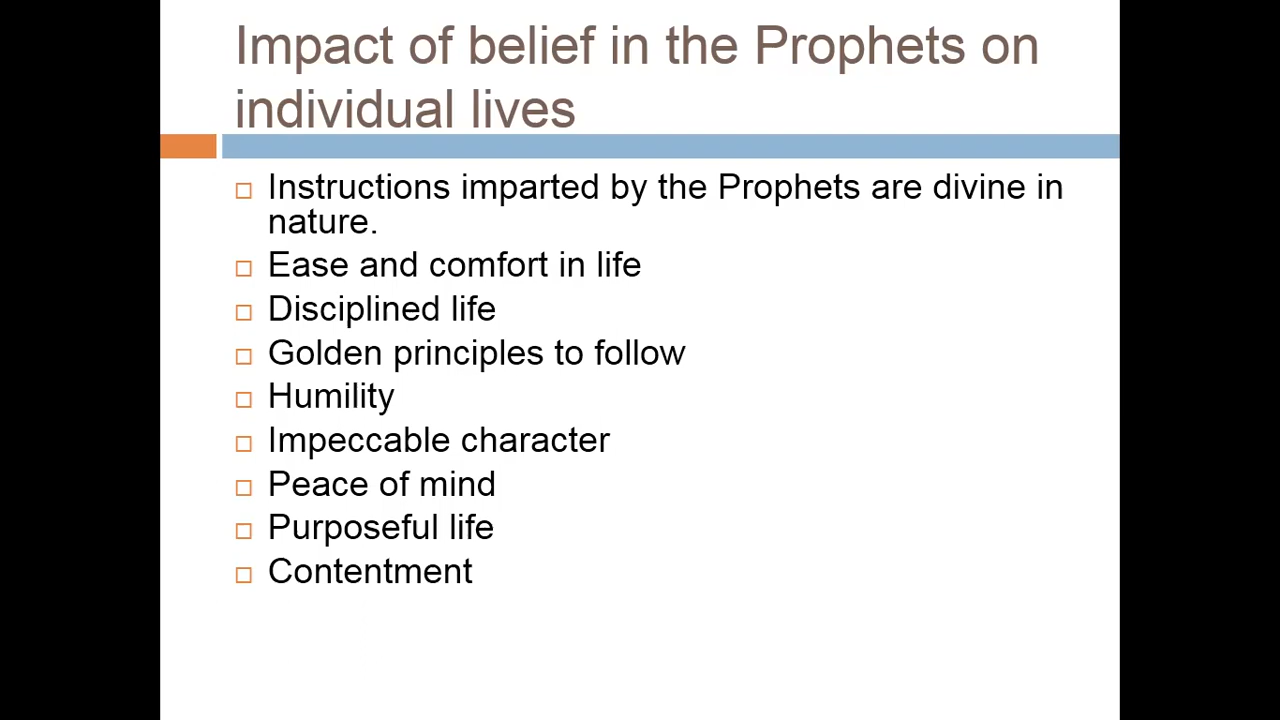 Impact of belief in the Prophets on
individual lives
Instructions imparted by the Prophets are divine in
nature.
Ease and comfort in life
Disciplined life
Golden principles to follow
Humility
Impeccable character
Peace of mind
Purposeful life
Contentment